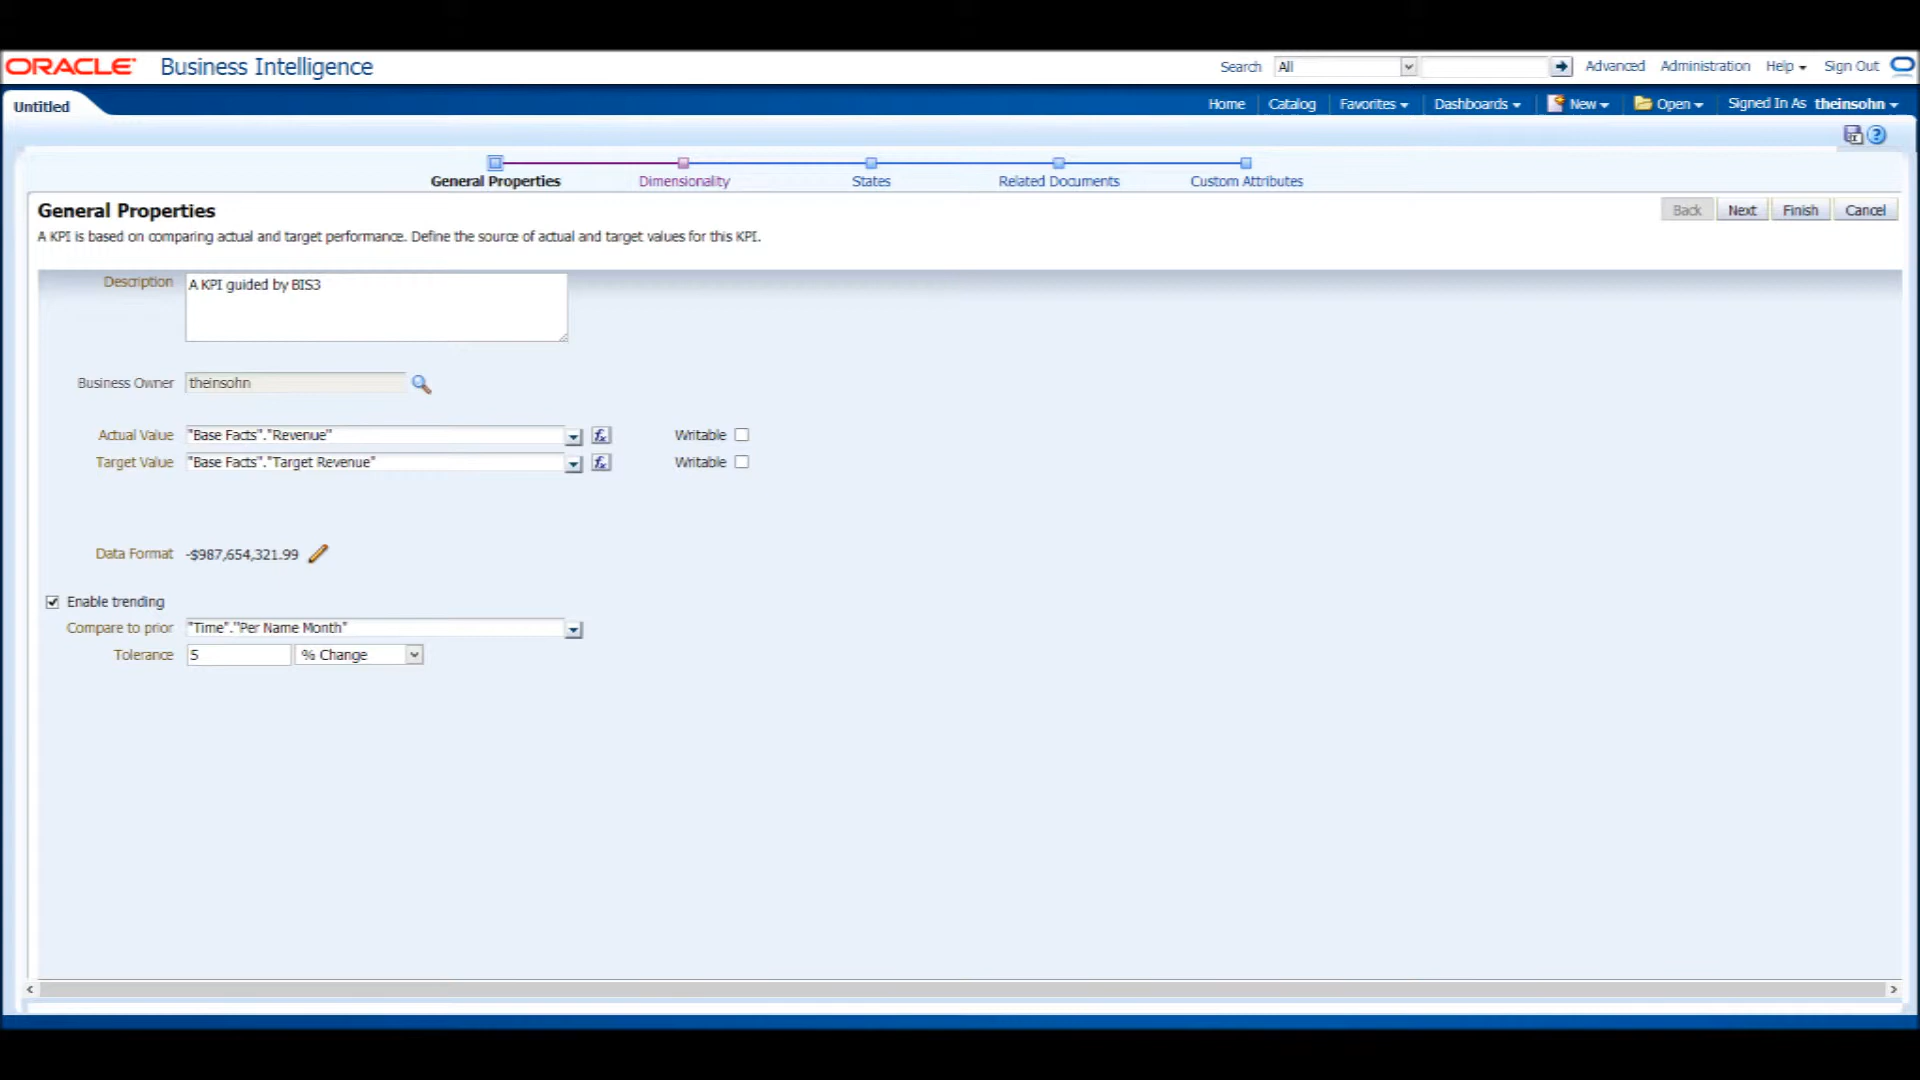 ORACLE Business Intelligence
Search All Advanced Administration Help Sign Out
Untitled
Home Catalog Favorites Dashboards New Open Signed In As theinsohn
General Properties Dimensionality States Related Documents Custom Attributes
General Properties
Back Next Finish Cancel
A KPI is based on comparing actual and target performance. Define the source of actual and target values for this KPI.
Description A KPI guided by BIS3
Business Owner theinsohn
Actual Value "Base Facts"."Revenue" fx Writable
Target Value "Base Facts"."Target Revenue" fx Writable
Data Format -$987,654,321.99
Enable trending
Compare to prior "Time"."Per Name Month"
Tolerance 5 % Change